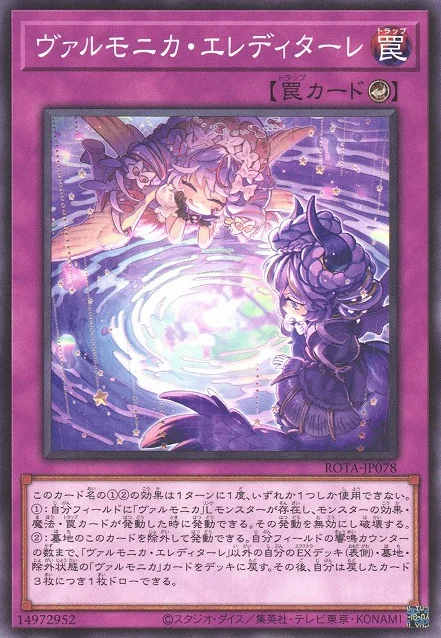 ヴァルモニカ・エレディターレ 罠
【罠カード】
ROTA-JP078
このカード名の①②の効果は1ターンに1度、いずれか1つしか使用できない。
①:自分フィールドに「ヴァルモニカ」Lモンスターが存在し、モンスターの効果・
魔法・罠カードが発動した時に発動できる。その発動を無効にし破壊する。
②:墓地のこのカードを除外して発動できる。自分フィールドの響鳴カウンター
の数まで、「ヴァルモニカ・エレディターレ」以外の自分のEXデッキ(表側)・墓地・
除外状態の「ヴァルモニカ」カードをデッキに戻す。その後、自分は戻したカード
3枚につき1枚ドローできる。
14972952 ©スタジオ・ダイス/集英社・テレビ東京・KONAMI